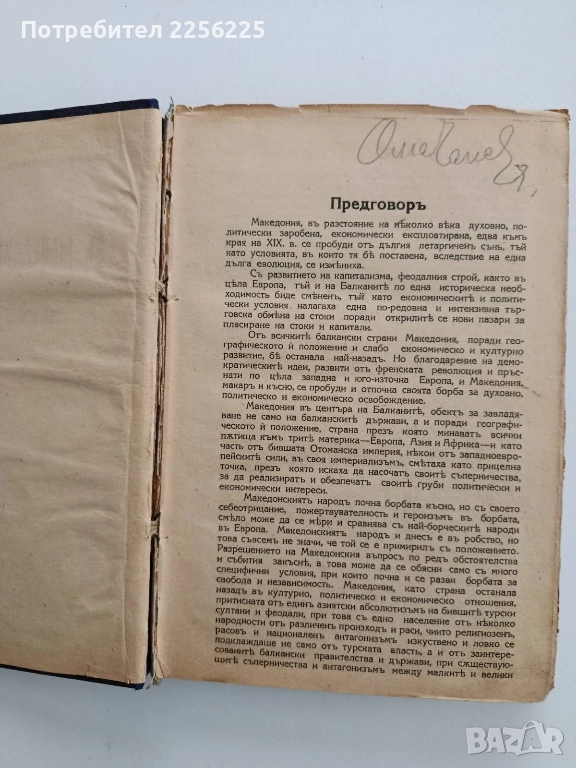 Потребител 2256225
Предговоръ
Македония, въ разстояние на нѣколко вѣка духовно, по-
литически заробена, економически експлоатирана, едва къмъ
края на XIX. в. се пробуди отъ дългия летаргиченъ сънь, тъй
като условията, въ които тя бѣ поставена, вследствие на една
дълга еволюция, се измѣниха.
Съ развитието на капитализма, феодалния строй, както въ
цѣла Европа, тъй и на Балканитѣ по една историческа необ-
ходимость биде смѣненъ, тъй като економическитѣ и полити-
чески условия налагаха една по-редовна и интензивна тър-
говска обмѣна на стоки поради открилитѣ се нови пазари за
пласиране на стоки и капитали.
Отъ всичкитѣ балкански страни Македония, поради гео-
графическото ѝ положение и слабо економическо и културно
развитие, бѣ останала най-назадъ. Но благодарение на демо-
кратическитѣ идеи, развити отъ френската революция и пръс-
нати по цѣла западна и юго-източна Европа, и Македония,
макаръ и късно, се пробуди и отпочна своята борба за духовно,
политическо и економическо освобождение.
Македония въ центъра на Балканитѣ, обектъ за завладя-
ване не само на балканскитѣ държави, а и поради географи-
ческото ѝ положение, страна презъ която минаватъ всички
пѫтища къмъ тритѣ материка—Европа, Азия и Африка—и като
часть отъ бившата Отоманска империя, нѣкои отъ западноевро-
пейскитѣ сили, въ своя империализъмъ, смѣтаха като прицелна
точка, презъ която искаха да насочатъ своитѣ съперничества,
за да реализиратъ и обезпечатъ своитѣ груби политически и
економически интереси.
Македонскиятъ народъ почна борбата късно, но съ своето
себеотрицание, пожертвувателность и героизъмъ въ борбата,
смѣло може да се мѣри и сравнява съ най-борческитѣ народи
въ Европа. Македонскиятъ народъ и днесъ е въ робство, но
това съвсемъ не значи, че той се е примирилъ съ положението.
Разрешението на Македонския въпросъ по редъ обстоятелства
и събития закъснѣ, а това може да се обясни само съ много
специфични условия, при които почна и се разви борбата за
свобода и независимость. Македония, като страна останала
назадъ въ културно, политическо и економическо отношения,
притисната отъ единъ азиятски абсолютизъмъ на бившитѣ турски
султани и феодали, при това съ едно население отъ нѣколко
народности отъ различенъ произходъ и раси, чиито религиозенъ,
расовъ и националенъ антагонизъмъ изкуствено и ловко се
подклаждаше не само отъ турската власть, а и отъ заинтере-
сованитѣ балкански правителства и държави, при сѫществую-
щитѣ съперничества и антагонизъмъ между малкитѣ и велики
BAZAR